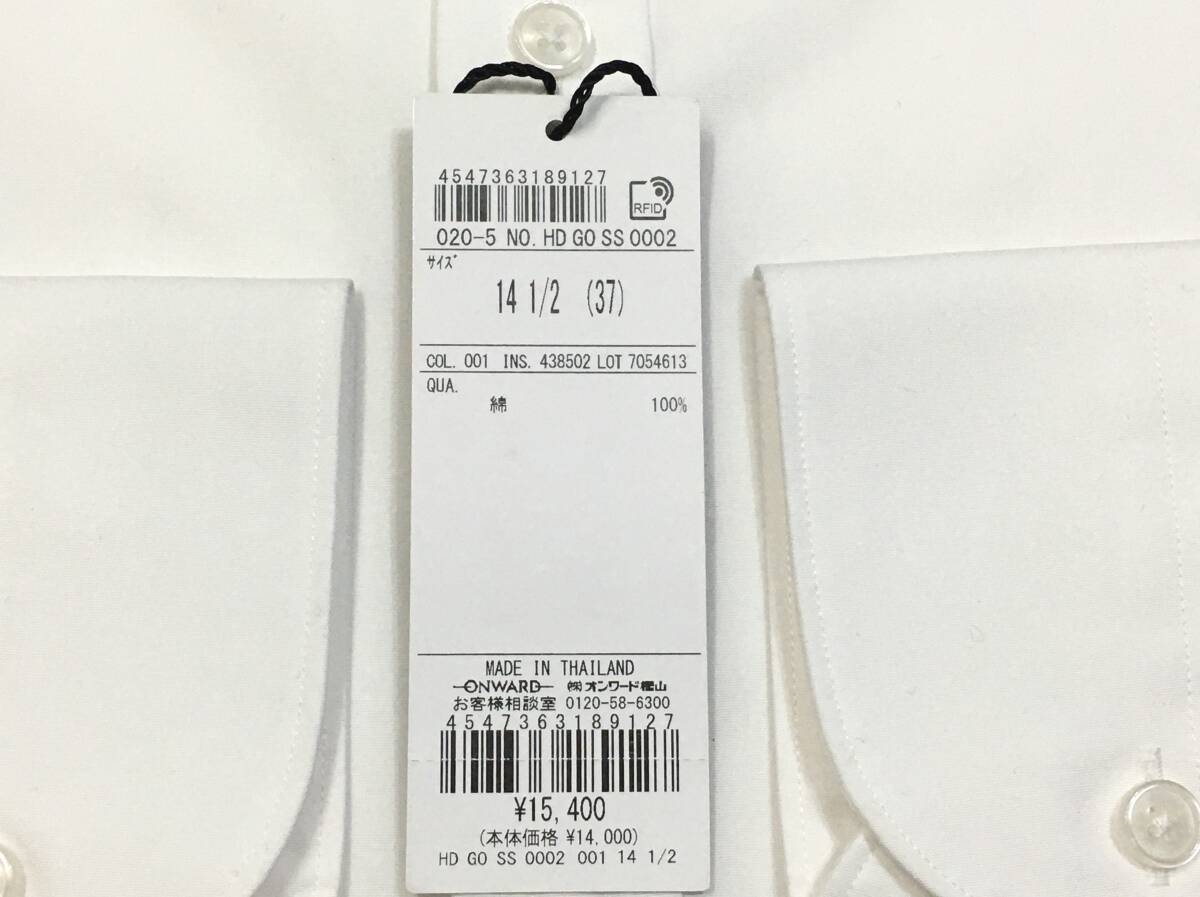 4547363189127
RFID
020-5 NO. HD GO SS 0002
ｻｲｽﾞ
14 1/2 (37)
COL. 001 INS. 438502 LOT 7054613
QUA.
綿 100%
MADE IN THAILAND
ONWARD ㈱オンワード樫山
お客様相談室 0120-58-6300
4547363189127
¥15,400
(本体価格 ¥14,000)
HD GO SS 0002 001 14 1/2